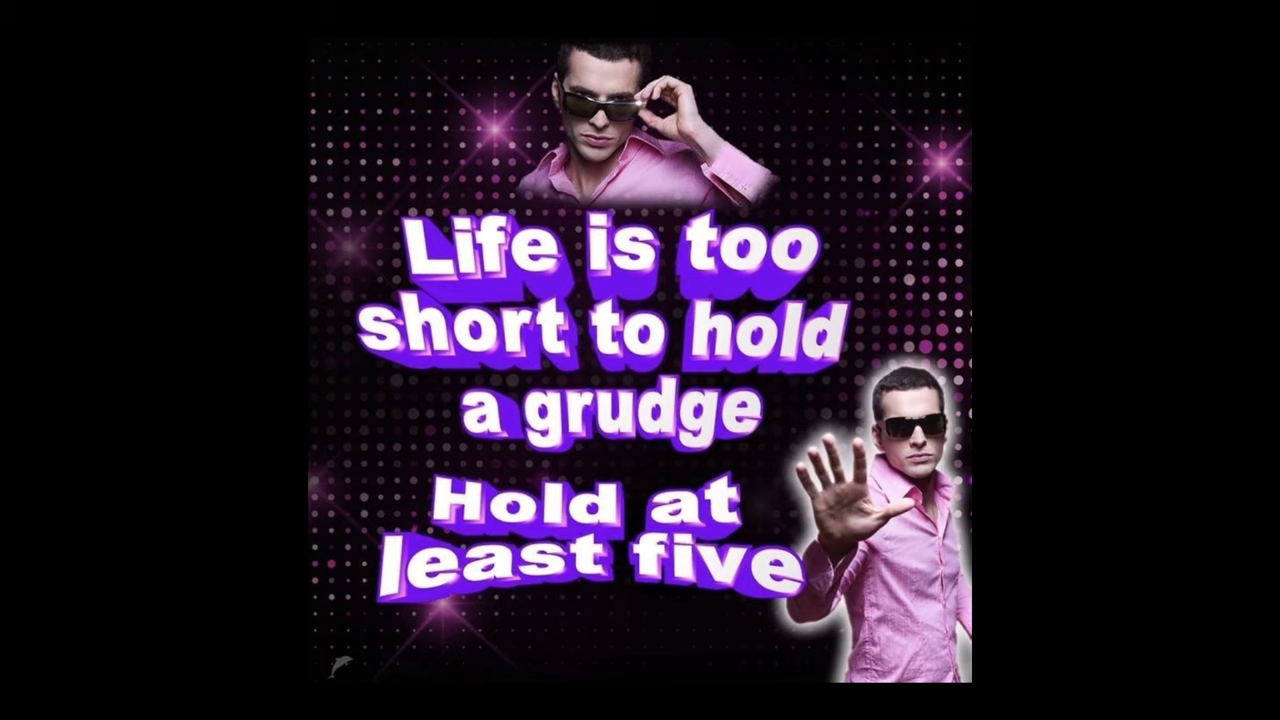 Life is too
short to hold
a grudge
Hold at
least five